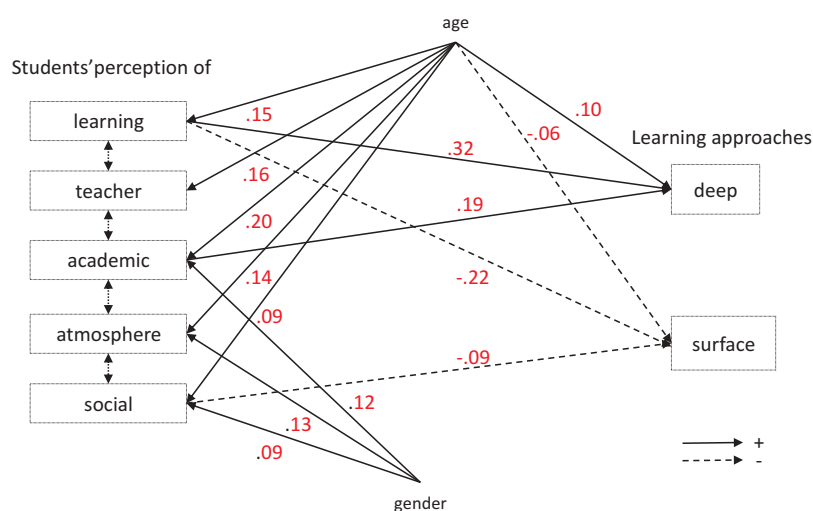 age
Students'perception of
.15
.10
learning
-.06
Learning approaches
.32
.16
teacher
deep
.19
.20
academic
.14
-.22
.09
atmosphere
surface
-.09
social
.12
.13
.09
+
-
gender